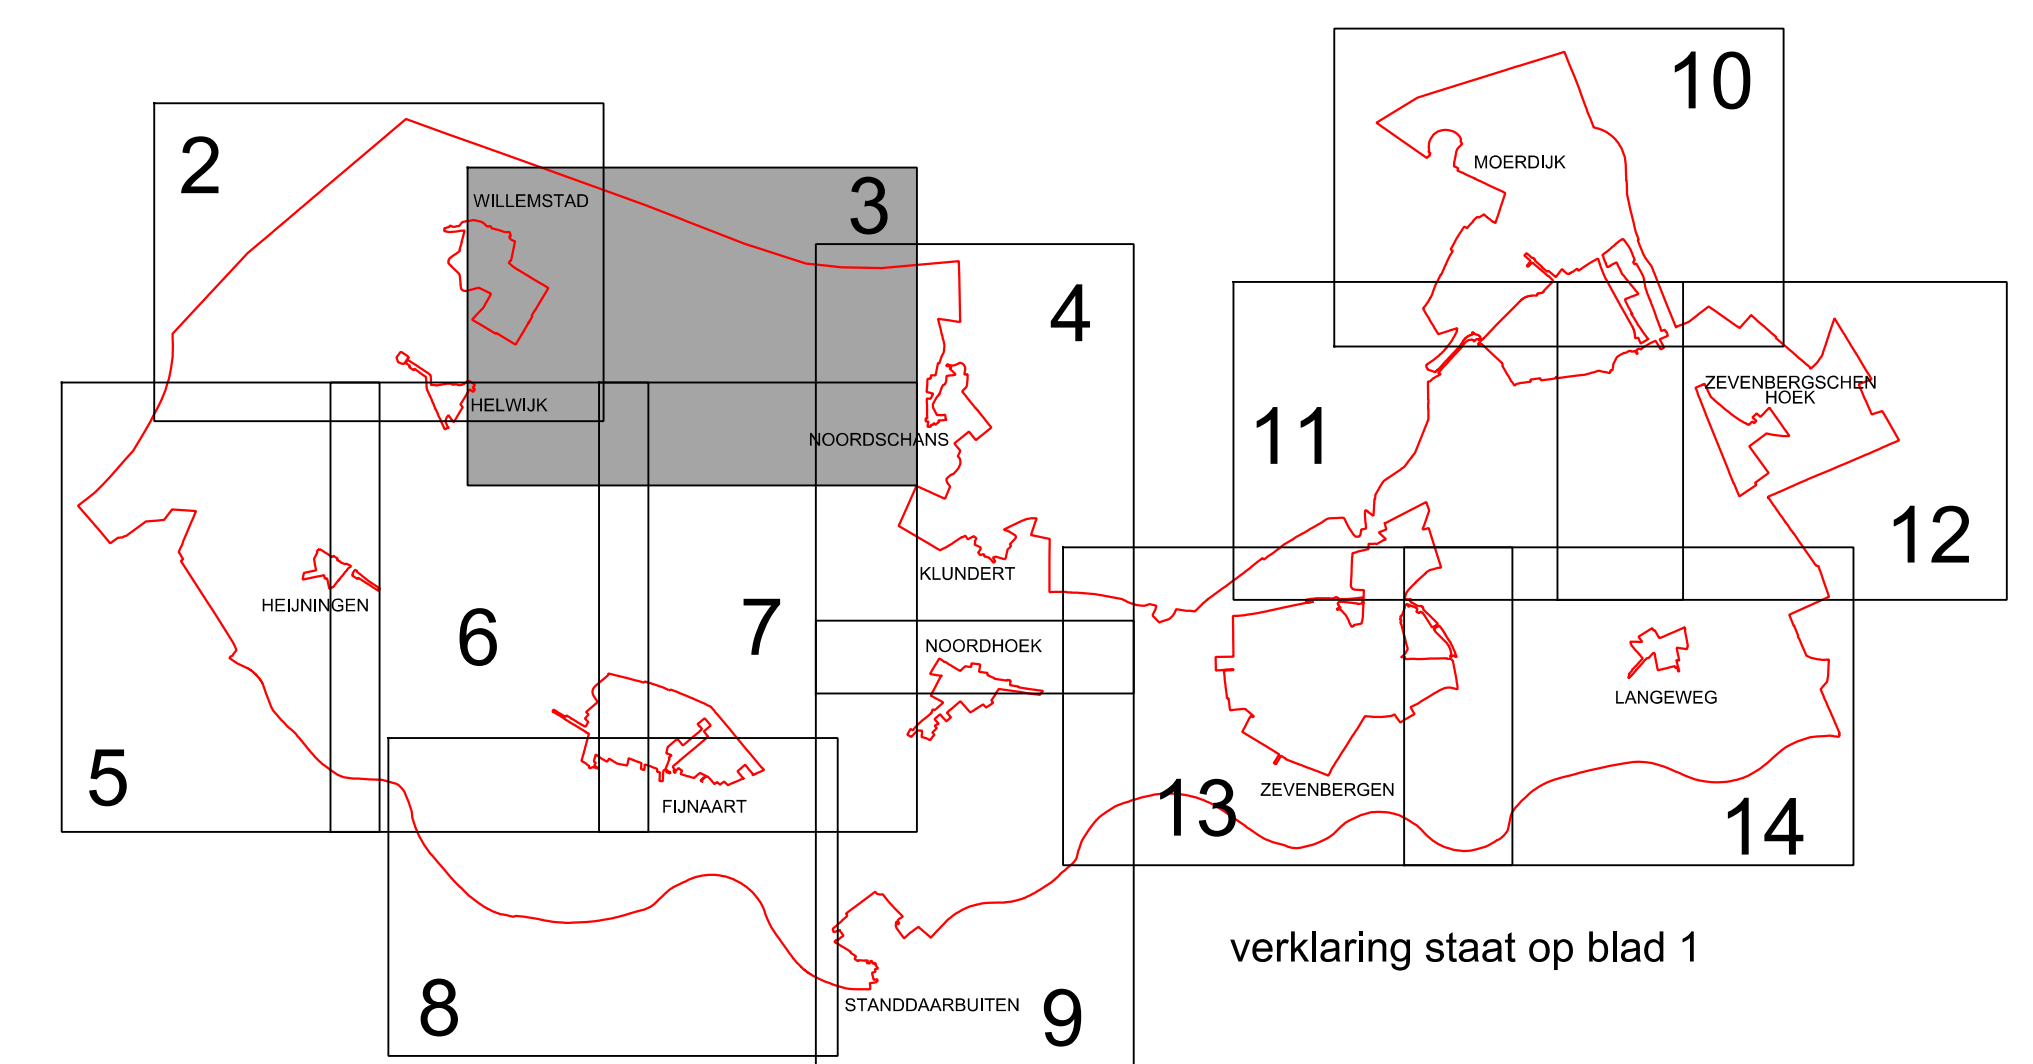 10
2
MOERDIJK
WILLEMSTAD
3
4
ZEVENBERGSCHEN
HOEK
HELWIJK
11
NOORDSCHANS
12
KLUNDERT
HEIJNINGEN
6
7
NOORDHOEK
LANGEWEG
5
ZEVENBERGEN
FIJNAART
13
14
verklaring staat op blad 1
8
STANDDAARBUITEN
9